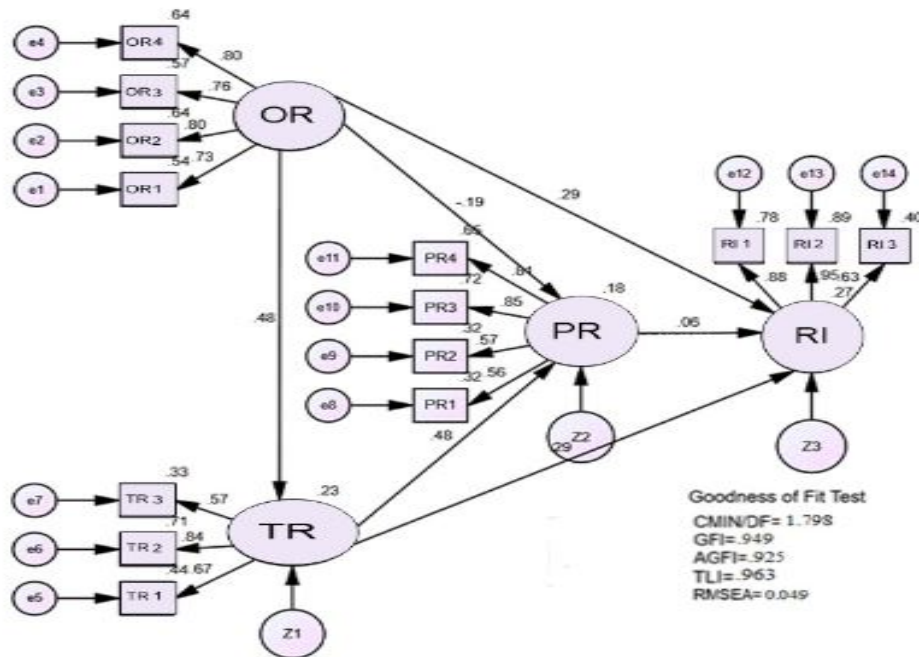 .64
e4 OR4 .80
.57
e3 OR3 .76
.64
e2 OR2 .80
.54 .73
e1 OR1
OR
.29
-.19
e12 e13 e14
.78 .89 .40
RI 1 RI 2 RI 3
.88 .95 .63
.27
RI
.65
e11 PR4 .81
.72
e10 PR3 .85
.32
e9 PR2 .57
.32 .56
e8 PR1
.18
PR
.06
.48
.48
Z2
.29
Z3
.33
e7 TR 3 .57
.71
e6 TR 2 .84
.44 .67
e5 TR 1
.23
TR
Z1
Goodness of Fit Test
CMIN/DF= 1.798
GFI=.949
AGFI=.925
TLI=.963
RMSEA= 0.049